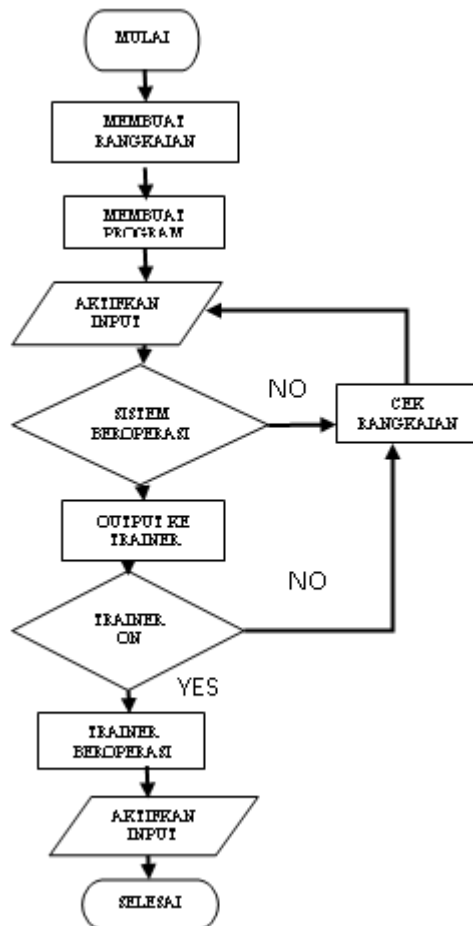 MULAI
MEMBUAT
RANGKAIAN
MEMBUAT
PROGRAM
AKTIFKAN
INPUT
SISTEM
BEROPERASI
NO
CEK
RANGKAIAN
OUTPUT KE
TRAINER
NO
TRAINER
ON
YES
TRAINER
BEROPERASI
AKTIFKAN
INPUT
SELESAI